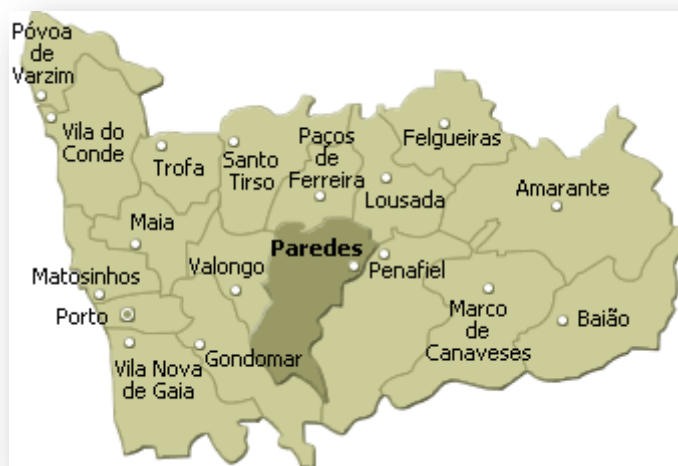 Póvoa
de
Varzim
Vila do
Conde
Trofa
Santo
Tirso
Paços
de
Ferreira
Felgueiras
Lousada
Amarante
Maia
Paredes
Valongo
Penafiel
Matosinhos
Porto
Marco
de
Canaveses
Baião
Gondomar
Vila Nova
de Gaia